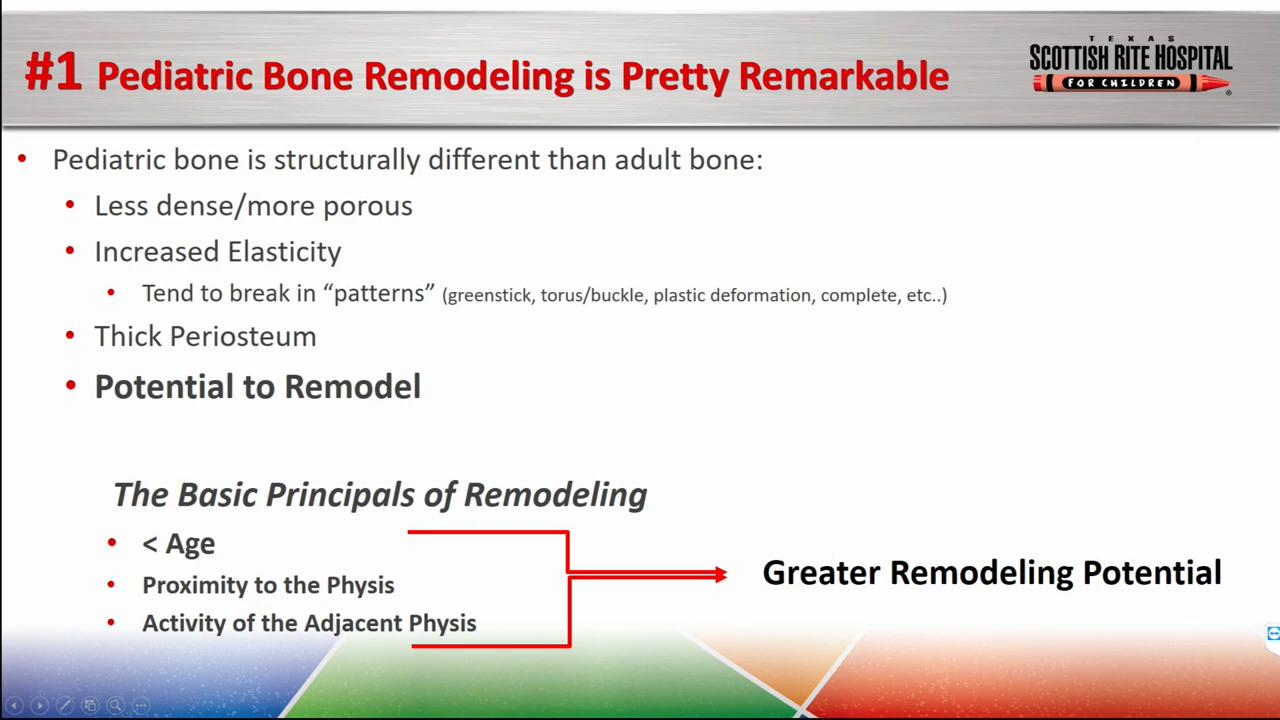 #1 Pediatric Bone Remodeling is Pretty Remarkable
TEXAS
SCOTTISH RITE HOSPITAL
FOR CHILDREN
®
• Pediatric bone is structurally different than adult bone:
• Less dense/more porous
• Increased Elasticity
• Tend to break in “patterns” (greenstick, torus/buckle, plastic deformation, complete, etc..)
• Thick Periosteum
• Potential to Remodel
The Basic Principals of Remodeling
• < Age
• Proximity to the Physis
• Activity of the Adjacent Physis
Greater Remodeling Potential